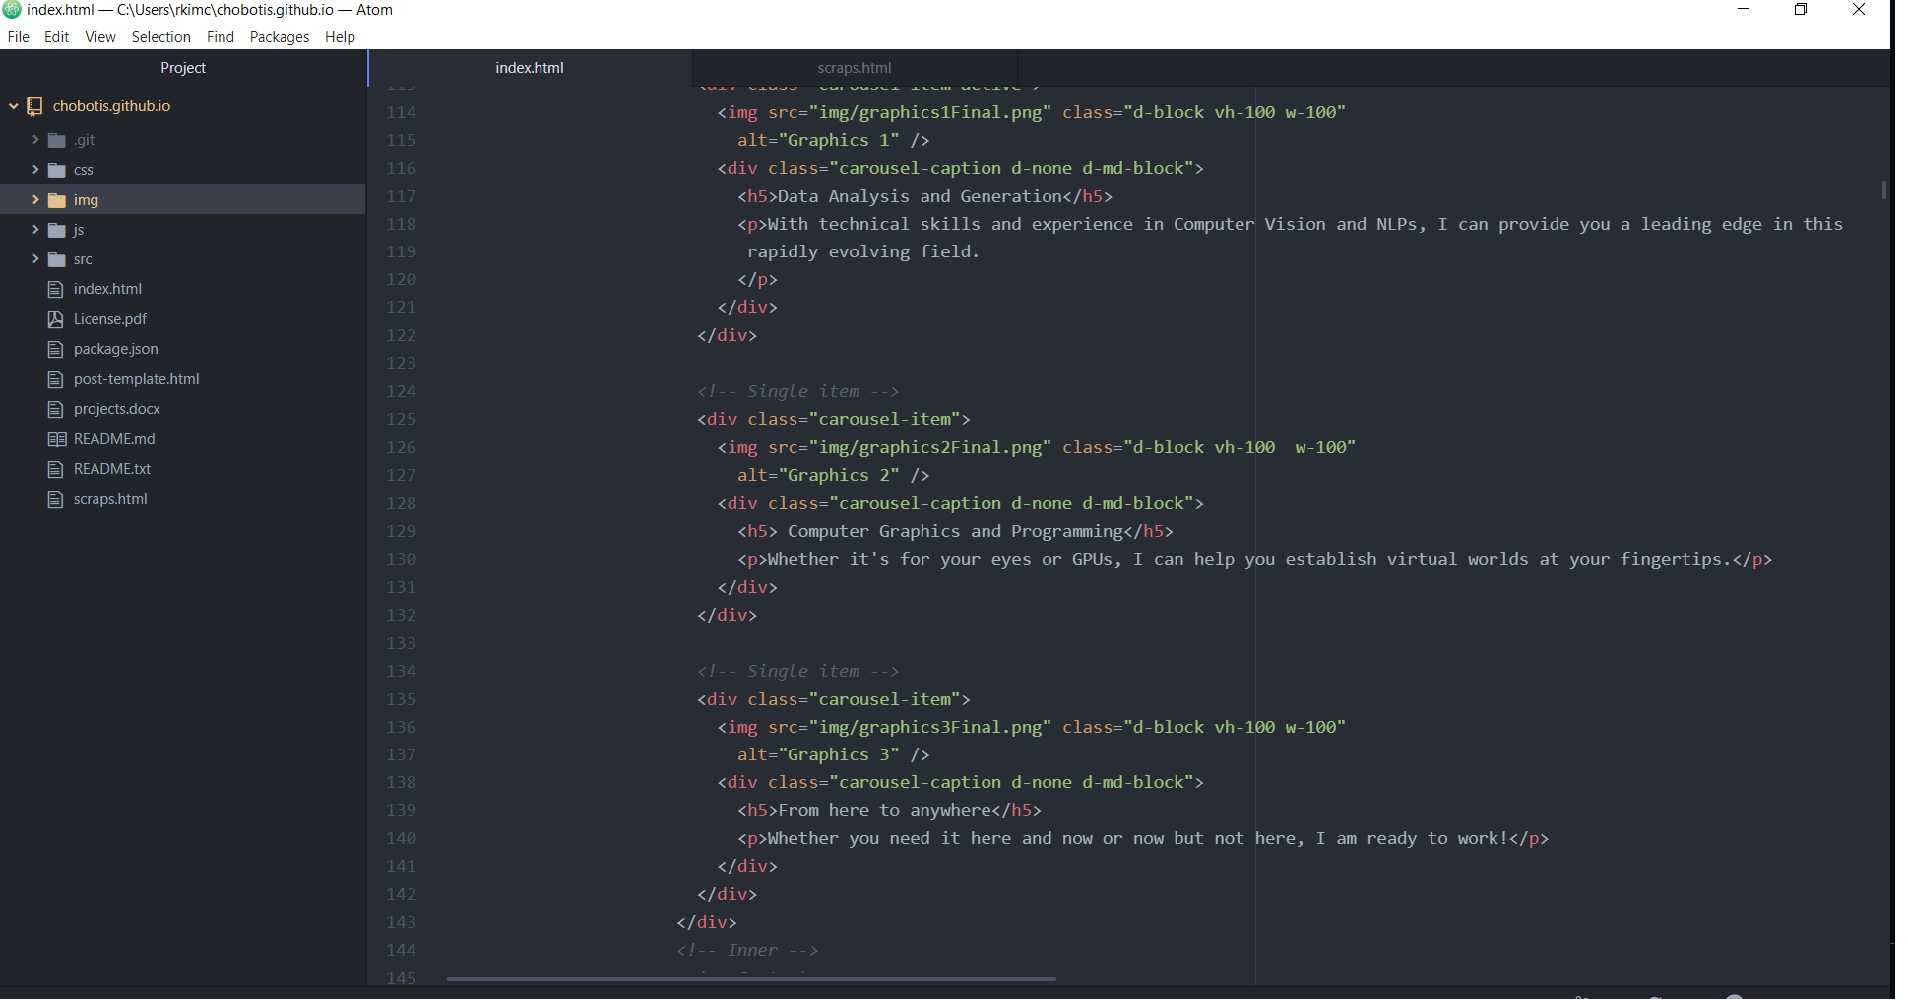 index.html — C:\Users\rkimc\chobotis.github.io — Atom
File Edit View Selection Find Packages Help
Project
chobotis.github.io
.git
css
img
js
src
index.html
License.pdf
package.json
post-template.html
projects.docx
README.md
README.txt
scraps.html
index.html
scraps.html
113 <div class="carousel-item active">
114 <img src="img/graphics1Final.png" class="d-block vh-100 w-100"
115 alt="Graphics 1" />
116 <div class="carousel-caption d-none d-md-block">
117 <h5>Data Analysis and Generation</h5>
118 <p>With technical skills and experience in Computer Vision and NLPs, I can provide you a leading edge in this
119 rapidly evolving field.
120 </p>
121 </div>
122 </div>
123
124 <!-- Single item -->
125 <div class="carousel-item">
126 <img src="img/graphics2Final.png" class="d-block vh-100  w-100"
127 alt="Graphics 2" />
128 <div class="carousel-caption d-none d-md-block">
129 <h5> Computer Graphics and Programming</h5>
130 <p>Whether it's for your eyes or GPUs, I can help you establish virtual worlds at your fingertips.</p>
131 </div>
132 </div>
133
134 <!-- Single item -->
135 <div class="carousel-item">
136 <img src="img/graphics3Final.png" class="d-block vh-100 w-100"
137 alt="Graphics 3" />
138 <div class="carousel-caption d-none d-md-block">
139 <h5>From here to anywhere</h5>
140 <p>Whether you need it here and now or now but not here, I am ready to work!</p>
141 </div>
142 </div>
143 </div>
144 <!-- Inner -->
145